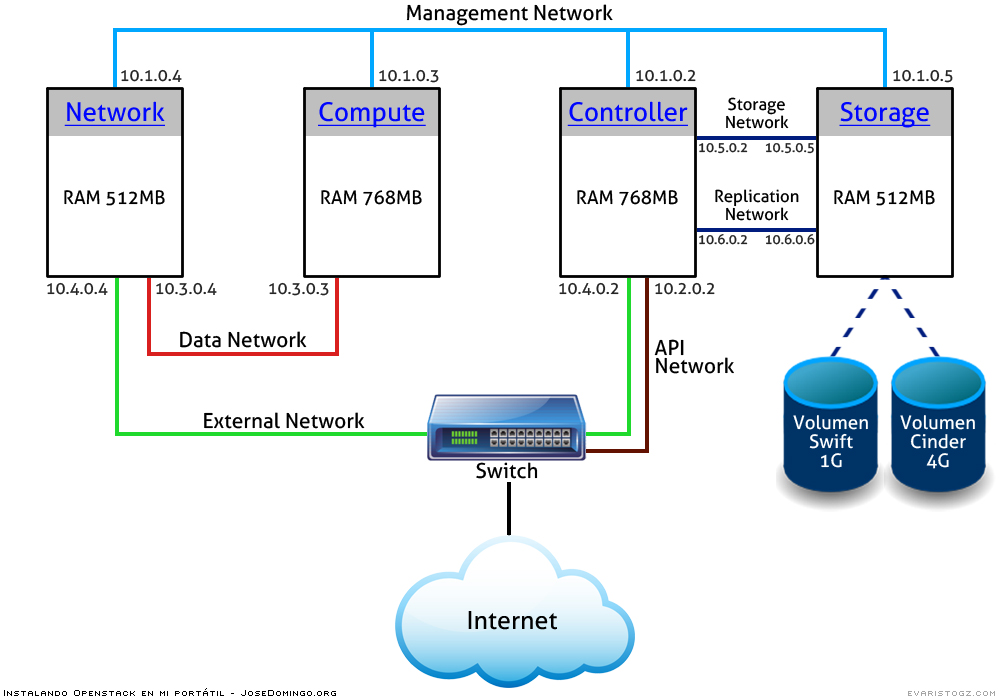 Management Network
10.1.0.4
10.1.0.3
10.1.0.2
10.1.0.5
Network
Compute
Controller
Storage
Storage
Network
10.5.0.2
10.5.0.5
RAM 512MB
RAM 768MB
RAM 768MB
RAM 512MB
Replication
Network
10.6.0.2
10.6.0.6
10.4.0.4
10.3.0.4
10.3.0.3
10.4.0.2
10.2.0.2
Data Network
API
Network
External Network
Switch
Volumen
Swift
1G
Volumen
Cinder
4G
Internet
Instalando Openstack en mi portátil - JoseDomingo.org
EVARISTOGZ.COM